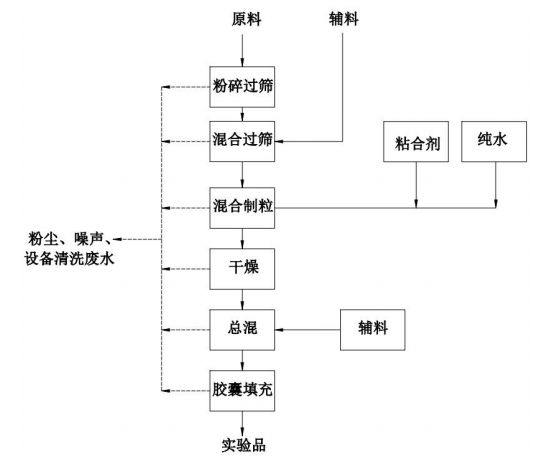 原料
辅料
粉碎过筛
混合过筛
粘合剂
纯水
混合制粒
粉尘、噪声、
设备清洗废水
干燥
总混
辅料
胶囊填充
实验品